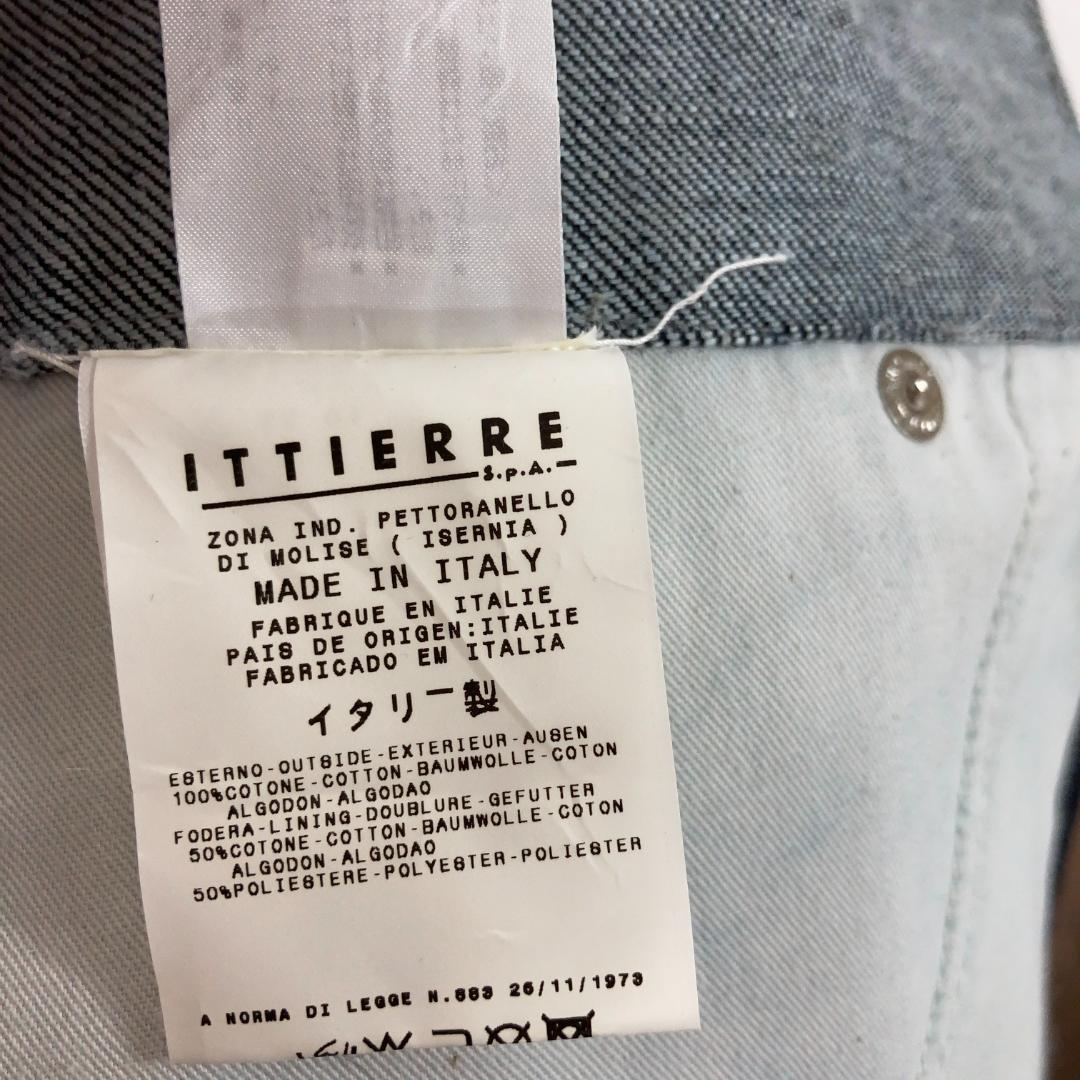 ITTIERRE
S.p.A.
ZONA IND. PETTORANELLO
DI MOLISE ( ISERNIA )
MADE IN ITALY
FABRIQUE EN ITALIE
PAIS DE ORIGEN:ITALIE
FABRICADO EM ITALIA
イタリー製
ESTERNO-OUTSIDE-EXTERIEUR-AUSEN
100%COTONE-COTTON-BAUMWOLLE-COTON
ALGODON-ALGODAO
FODERA-LINING-DOUBLURE-GEFUTTER
50%COTONE-COTTON-BAUMWOLLE-COTON
ALGODON-ALGODAO
50%POLIESTERE-POLYESTER-POLIESTER
A NORMA DI LEGGE N.883 26/11/1973